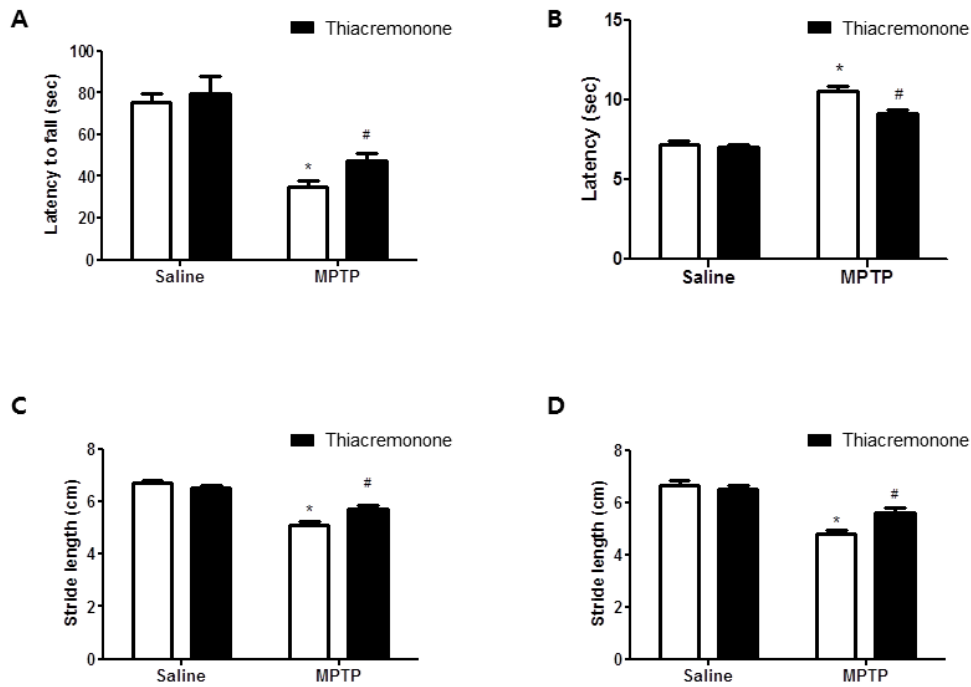 A
Thiacremonone
Latency to fall (sec)
100
80
60
40
20
0
*
#
Saline
MPTP
B
Thiacremonone
Latency (sec)
15
10
5
0
*
#
Saline
MPTP
C
Thiacremonone
Stride length (cm)
8
6
4
2
0
*
#
Saline
MPTP
D
Thiacremonone
Stride length (cm)
8
6
4
2
0
*
#
Saline
MPTP